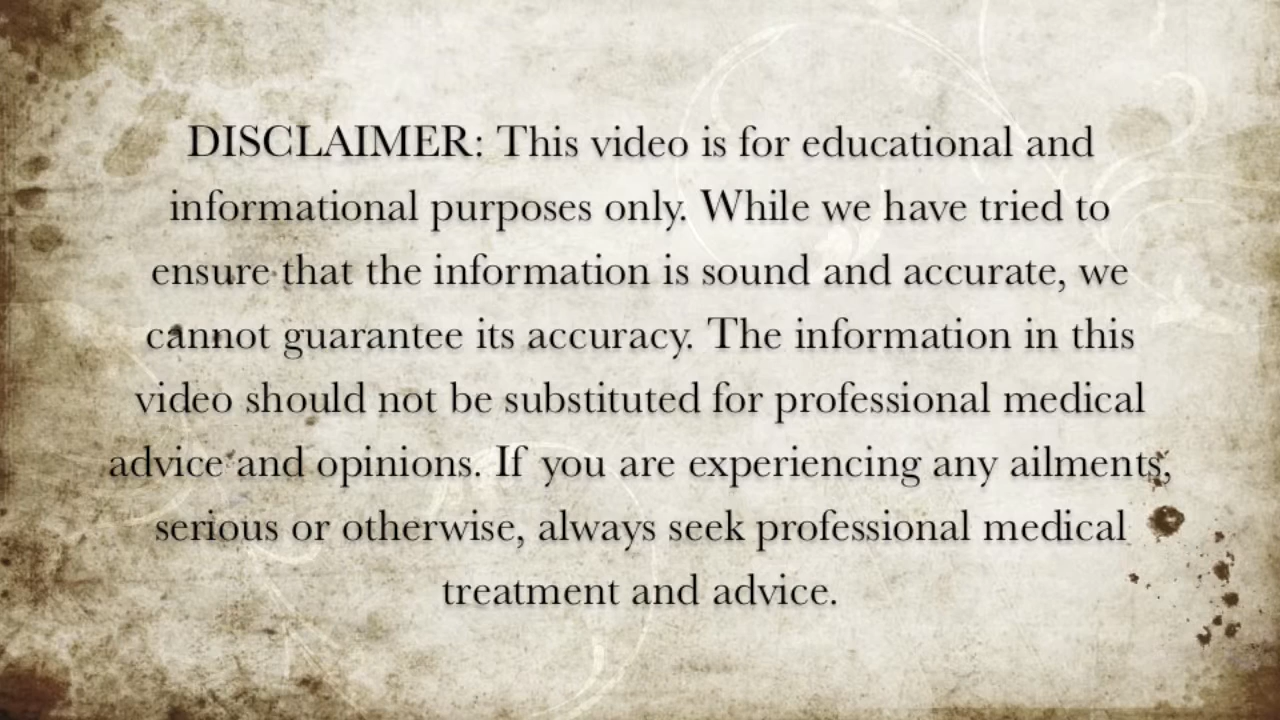 DISCLAIMER: This video is for educational and
informational purposes only. While we have tried to
ensure that the information is sound and accurate, we
cannot guarantee its accuracy. The information in this
video should not be substituted for professional medical
advice and opinions. If you are experiencing any ailments,
serious or otherwise, always seek professional medical
treatment and advice.